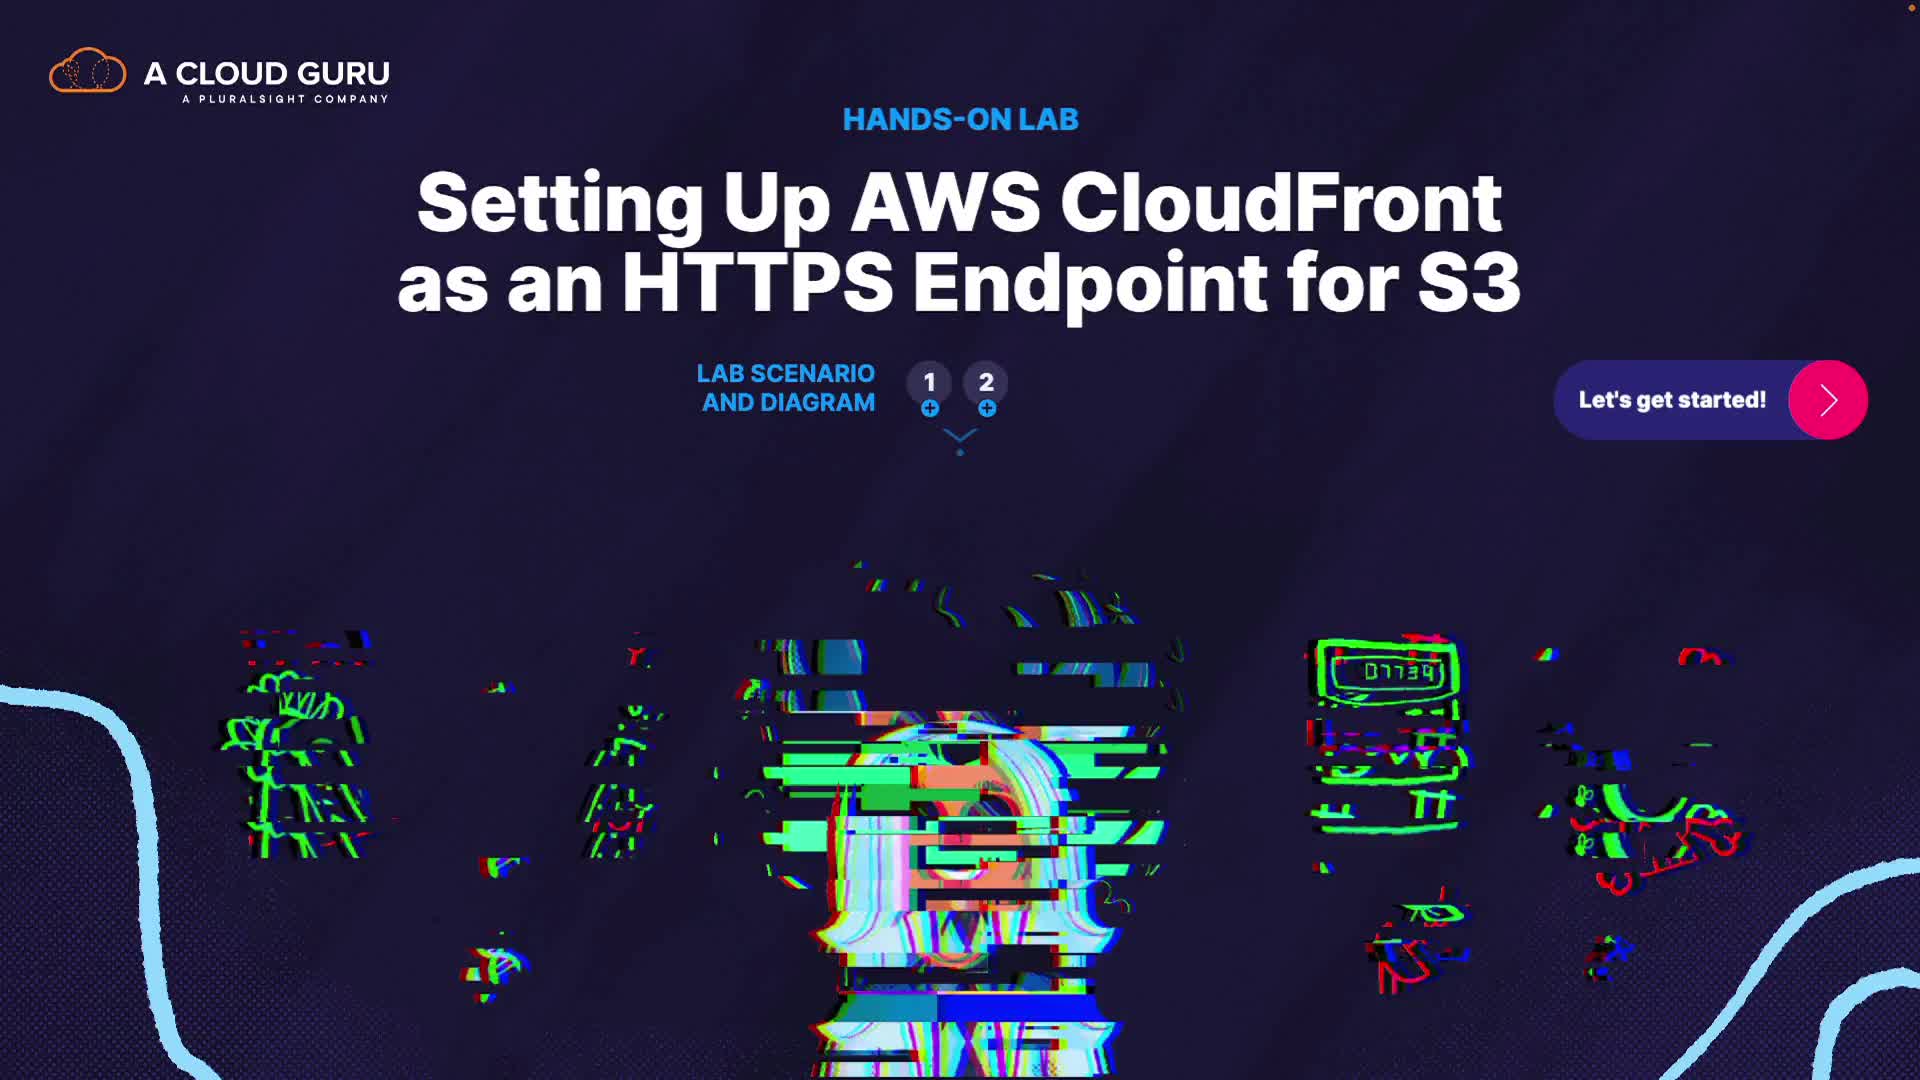 A CLOUD GURU
A PLURALSIGHT COMPANY
HANDS-ON LAB
Setting Up AWS CloudFront
as an HTTPS Endpoint for S3
LAB SCENARIO
AND DIAGRAM
1 2
Let's get started!
07734